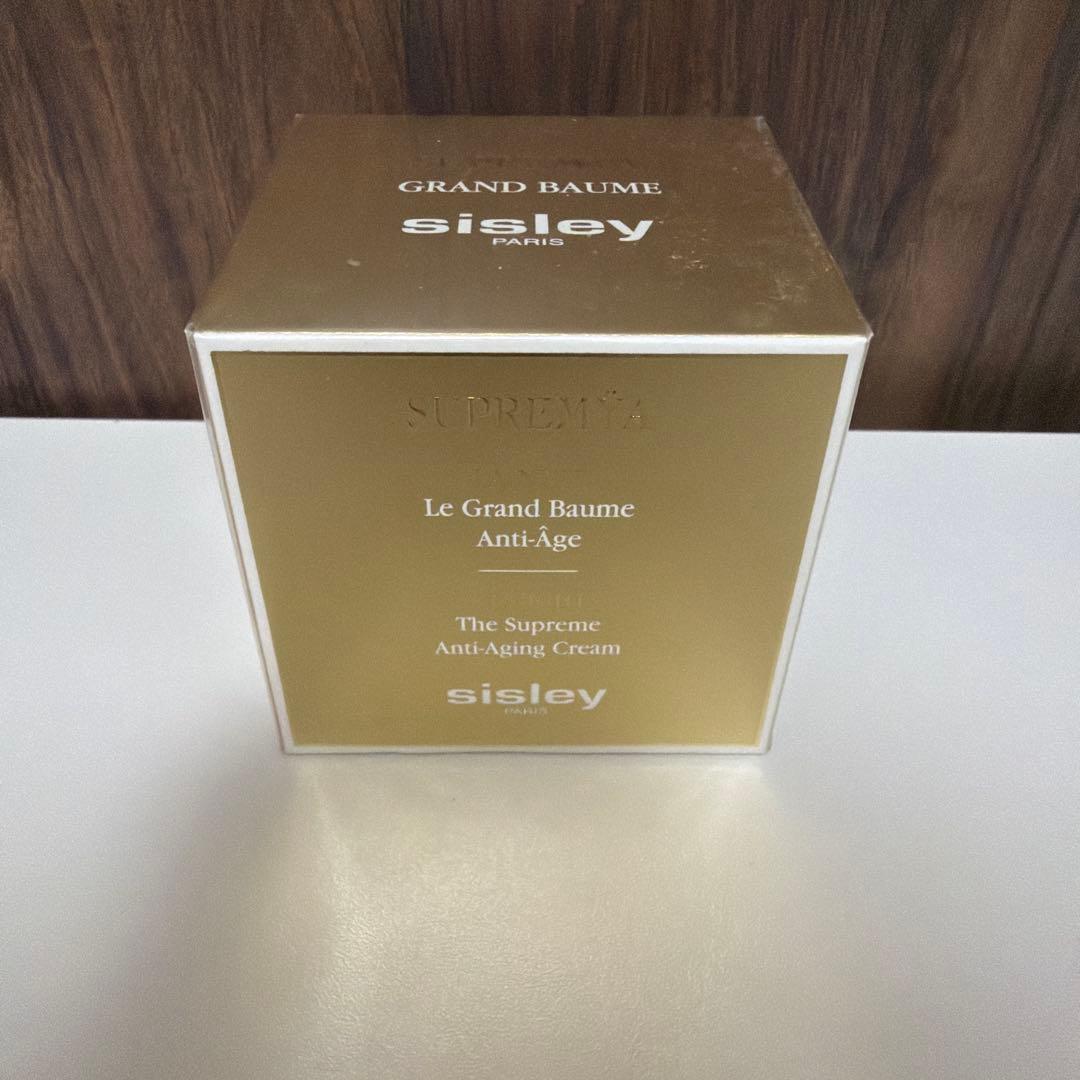 GRAND BAUME
sisley
PARIS
SUPREMŸA
Le Grand Baume
Anti-Âge
The Supreme
Anti-Aging Cream
sisley
PARIS